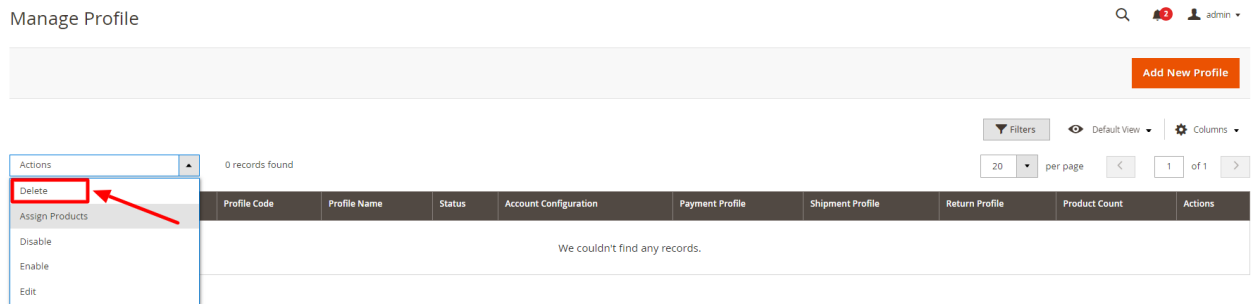 Manage Profile
2
admin
Add New Profile
Filters
Default View
Columns
Actions
0 records found
20
per page
1
of 1
Delete
Profile Code
Profile Name
Status
Account Configuration
Payment Profile
Shipment Profile
Return Profile
Product Count
Actions
Assign Products
Disable
We couldn't find any records.
Enable
Edit